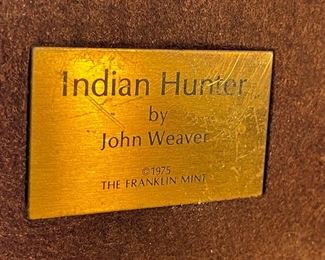 Indian Hunter
by
John Weaver
©1975
THE FRANKLIN MINT